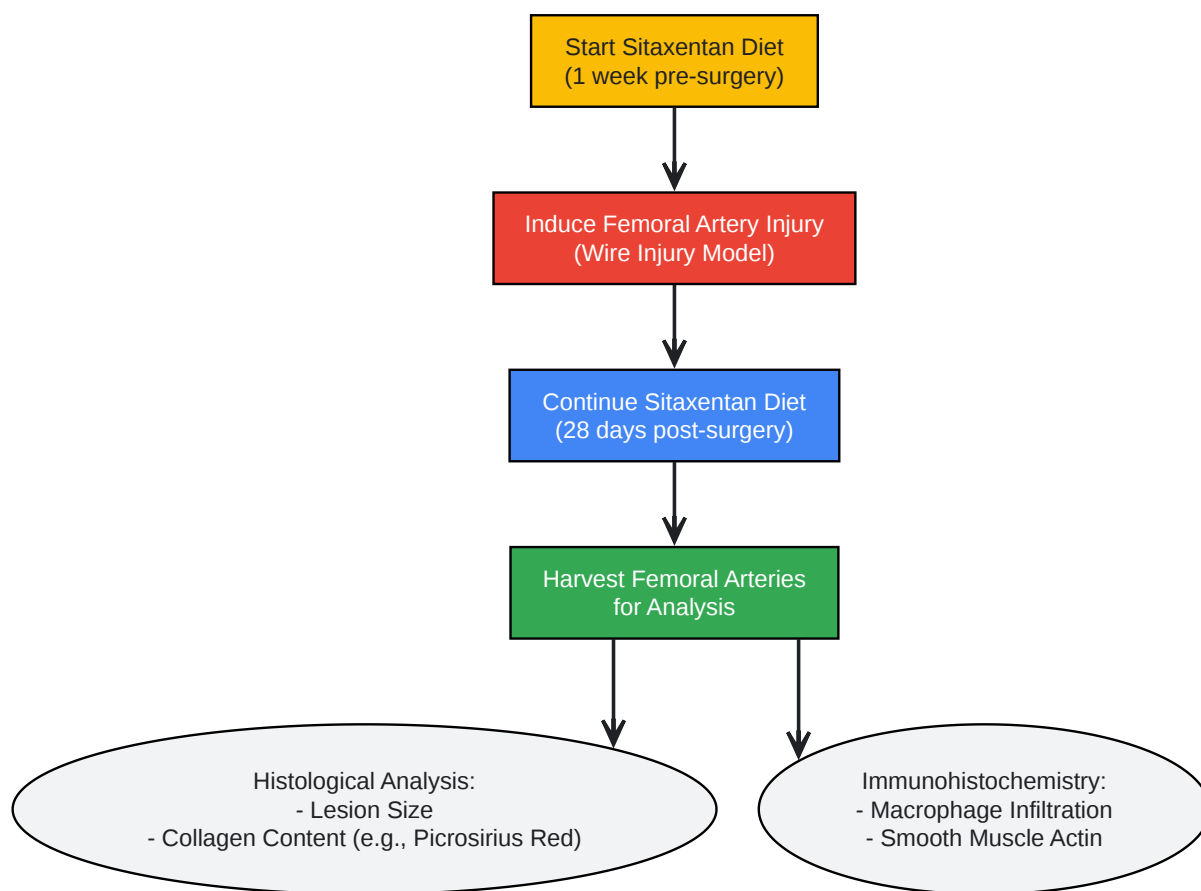 Start Sitaxentan Diet
(1 week pre-surgery)
Induce Femoral Artery Injury
(Wire Injury Model)
Continue Sitaxentan Diet
(28 days post-surgery)
Harvest Femoral Arteries
for Analysis
Histological Analysis:
- Lesion Size
- Collagen Content (e.g., Picrosirius Red)
Immunohistochemistry:
- Macrophage Infiltration
- Smooth Muscle Actin